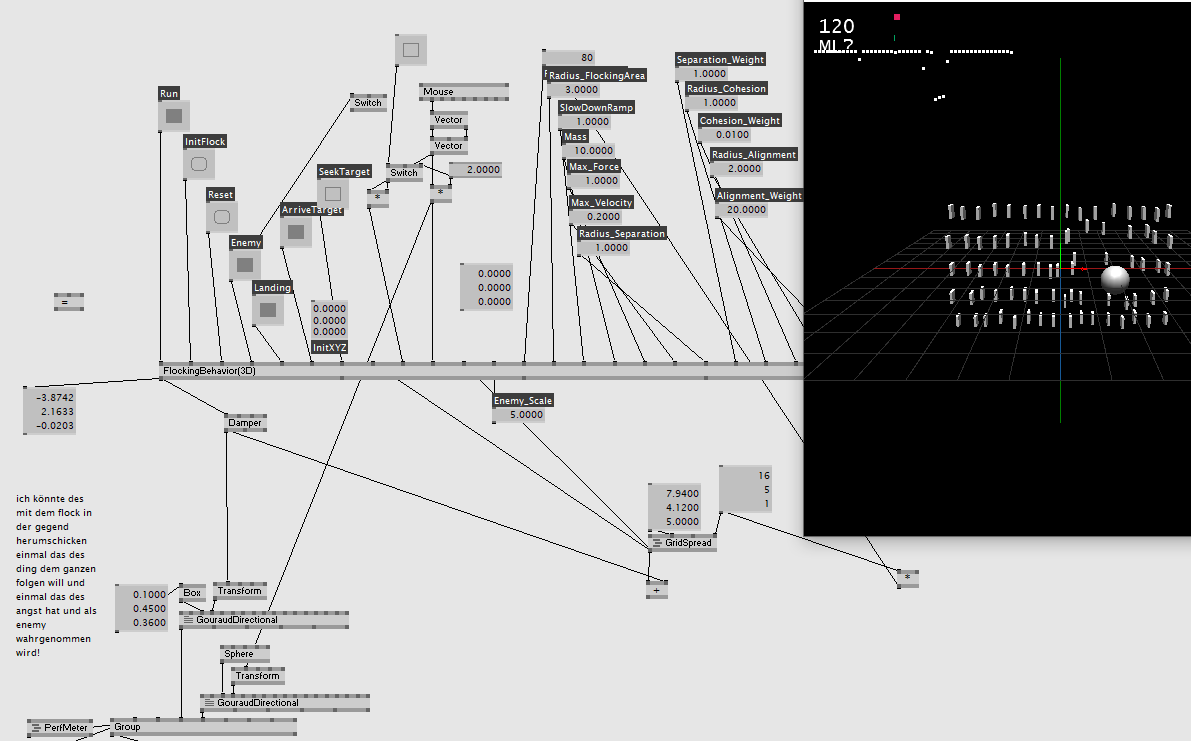 120
ML?
80
Separation_Weight
Radius_FlockingArea
1.0000
Mouse
3.0000
Radius_Cohesion
Run
Switch
SlowDownRamp
1.0000
Vector
1.0000
Cohesion_Weight
InitFlock
Mass
0.0100
Vector
10.0000
Radius_Alignment
SeekTarget
Switch
2.0000
Max_Force
2.0000
1.0000
Reset
*
*
Max_Velocity
Alignment_Weight
ArriveTarget
0.2000
20.0000
Enemy
Radius_Separation
1.0000
Landing
0.0000
0.0000
0.0000
=
0.0000
0.0000
0.0000
InitXYZ
FlockingBehavior(3D)
-3.8742
2.1633
-0.0203
Enemy_Scale
5.0000
Damper
16
5
1
7.9400
4.1200
5.0000
GridSpread
*
+
ich könnte des
mit dem flock in
der gegend
herumschicken
einmal das des
ding dem ganzen
folgen will und
einmal das des
angst hat und als
enemy
wahrgenommen
wird!
0.1000
0.4500
0.3600
Box
Transform
GouraudDirectional
Sphere
Transform
GouraudDirectional
PerfMeter
Group